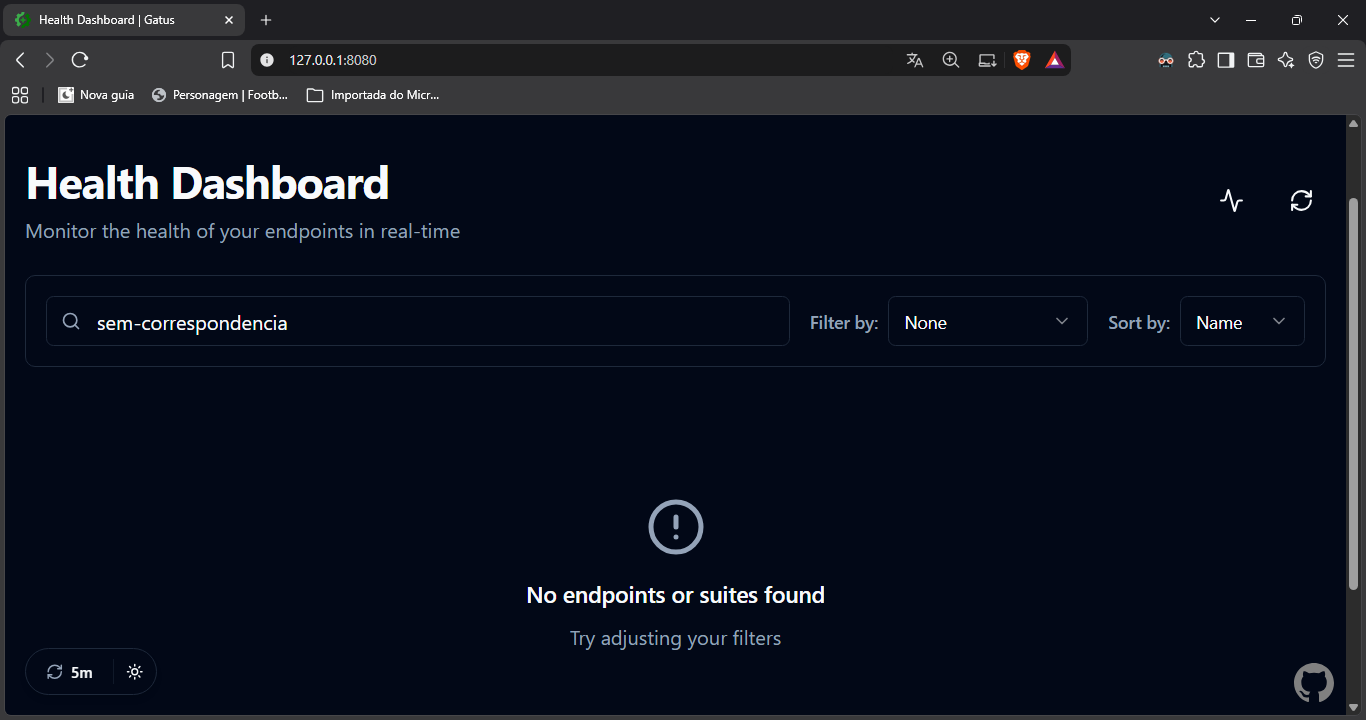 Health Dashboard | Gatus
127.0.0.1:8080
Nova guia
Personagem | Footb...
Importada do Micr...
Health Dashboard
Monitor the health of your endpoints in real-time
sem-correspondencia
Filter by:
None
Sort by:
Name
No endpoints or suites found
Try adjusting your filters
5m